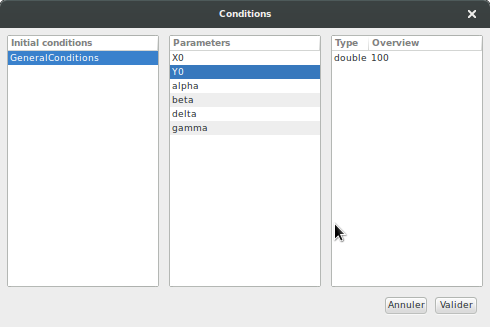 Conditions
Initial conditions
GeneralConditions
Parameters
X0
Y0
alpha
beta
delta
gamma
Type Overview
double 100
Annuler Valider